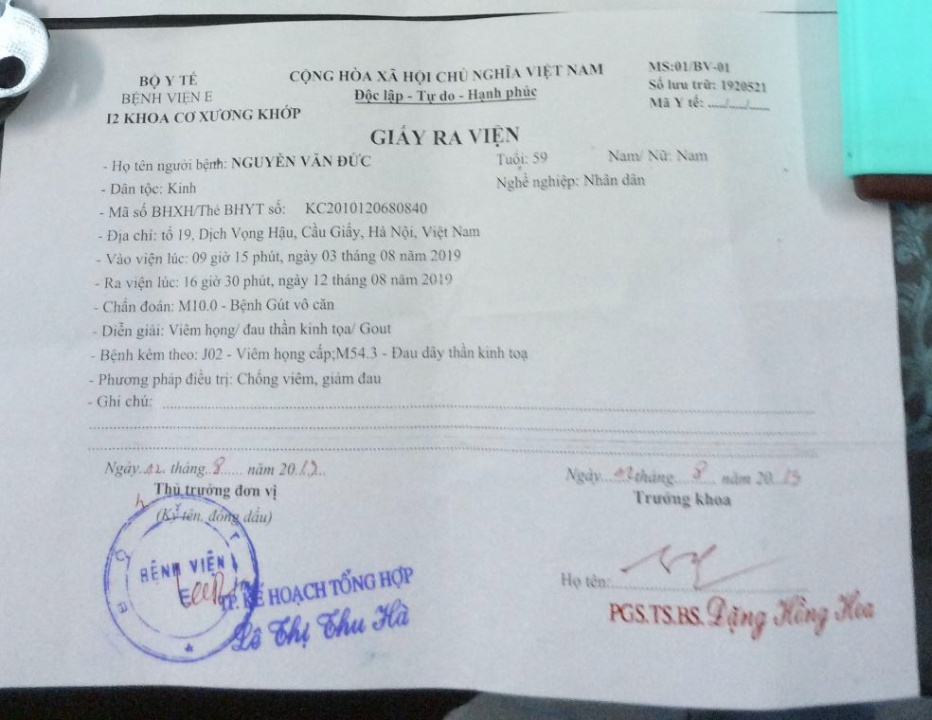 BỘ Y TẾ
BỆNH VIỆN E
12 KHOA CƠ XƯƠNG KHỚP
CỘNG HÒA XÃ HỘI CHỦ NGHĨA VIỆT NAM
Độc lập - Tự do - Hạnh phúc
MS:01/BV-01
Số lưu trữ: 1920521
Mã Y tế: ..../..../....
GIẤY RA VIỆN
- Họ tên người bệnh: NGUYỄN VĂN ĐỨC Tuổi: 59 Nam/ Nữ: Nam
- Dân tộc: Kinh Nghề nghiệp: Nhân dân
- Mã số BHXH/Thẻ BHYT số: KC2010120680840
- Địa chỉ: tổ 19, Dịch Vọng Hậu, Cầu Giấy, Hà Nội, Việt Nam
- Vào viện lúc: 09 giờ 15 phút, ngày 03 tháng 08 năm 2019
- Ra viện lúc: 16 giờ 30 phút, ngày 12 tháng 08 năm 2019
- Chẩn đoán: M10.0 - Bệnh Gút vô căn
- Diễn giải: Viêm họng/ đau thần kinh tọa/ Gout
- Bệnh kèm theo: J02 - Viêm họng cấp;M54.3 - Đau dây thần kinh toạ
- Phương pháp điều trị: Chống viêm, giảm đau
- Ghi chú:
Ngày 12 tháng 8 năm 2019
Thủ trưởng đơn vị
(Ký tên, đóng dấu)
BỆNH VIỆN
E
TP. KẾ HOẠCH TỔNG HỢP
Lê Thị Thu Hà
Ngày 12 tháng 8 năm 2019
Trưởng khoa
Họ tên:
PGS.TS.BS. Đặng Hồng Hoa